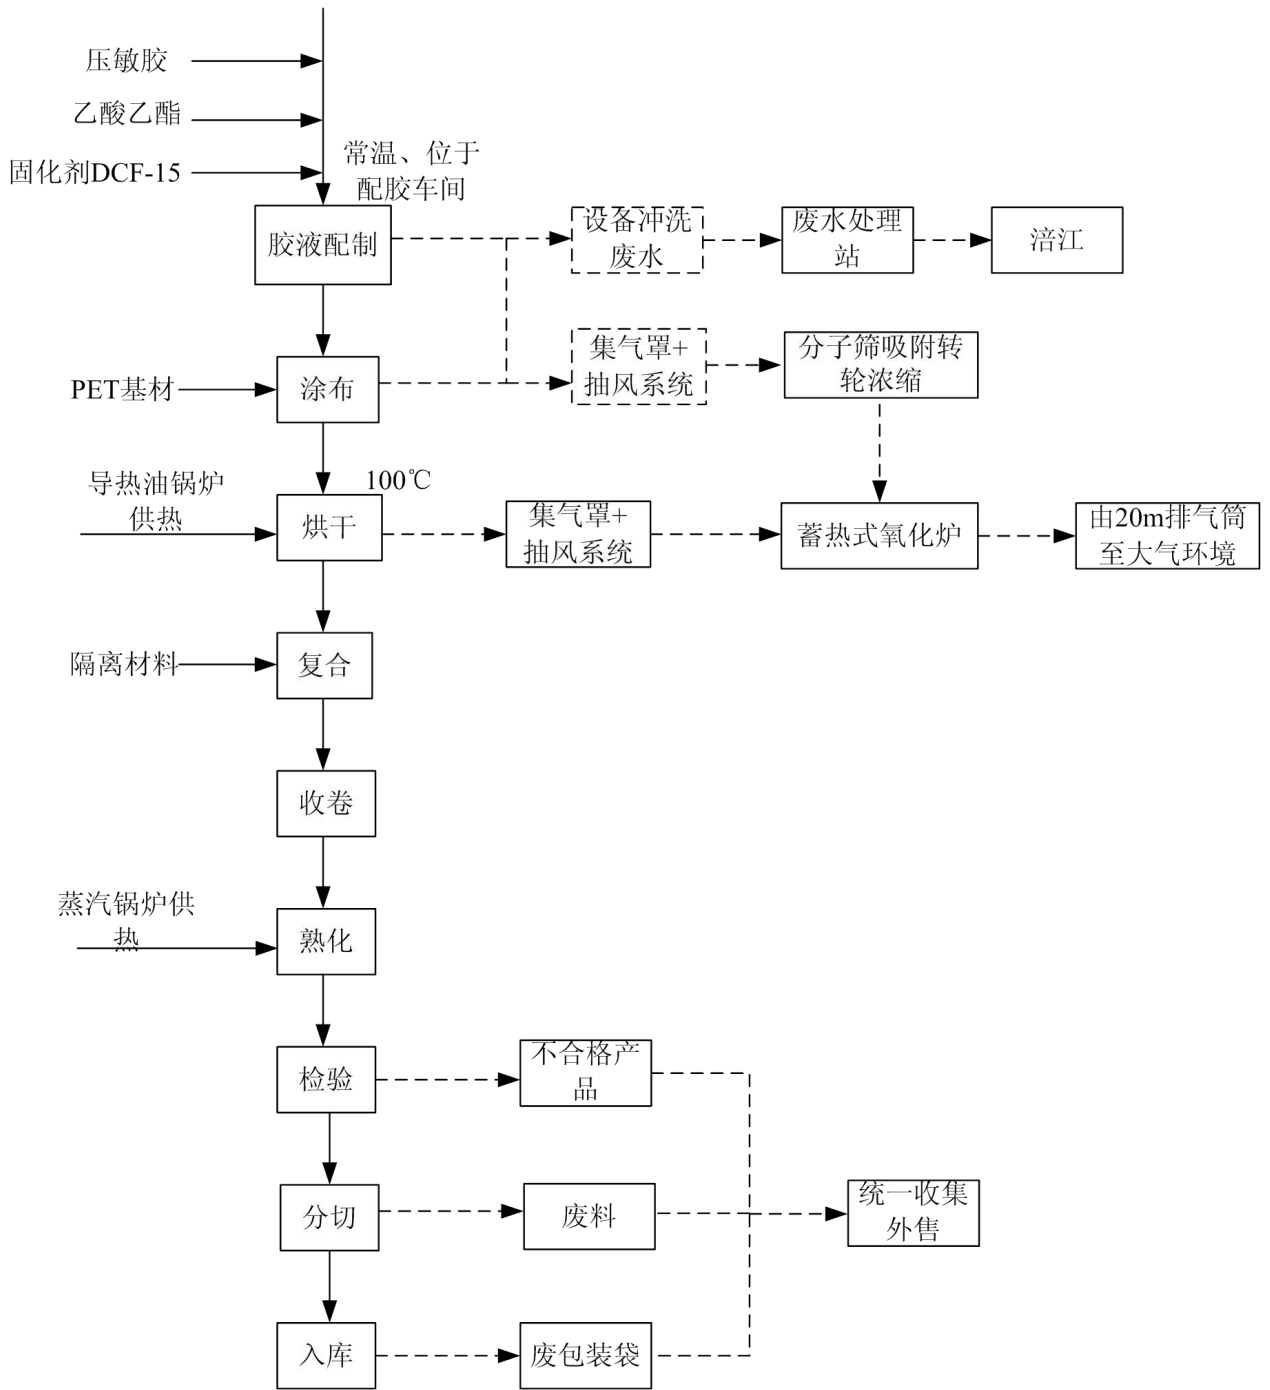 压敏胶
乙酸乙酯
固化剂DCF-15
常温、位于
配胶车间
胶液配制
设备冲洗
废水
废水处理
站
涪江
PET基材
涂布
集气罩+
抽风系统
分子筛吸附转
轮浓缩
导热油锅炉
供热
100℃
烘干
集气罩+
抽风系统
蓄热式氧化炉
由20m排气筒
至大气环境
隔离材料
复合
收卷
蒸汽锅炉供
热
熟化
检验
不合格产
品
分切
废料
统一收集
外售
入库
废包装袋